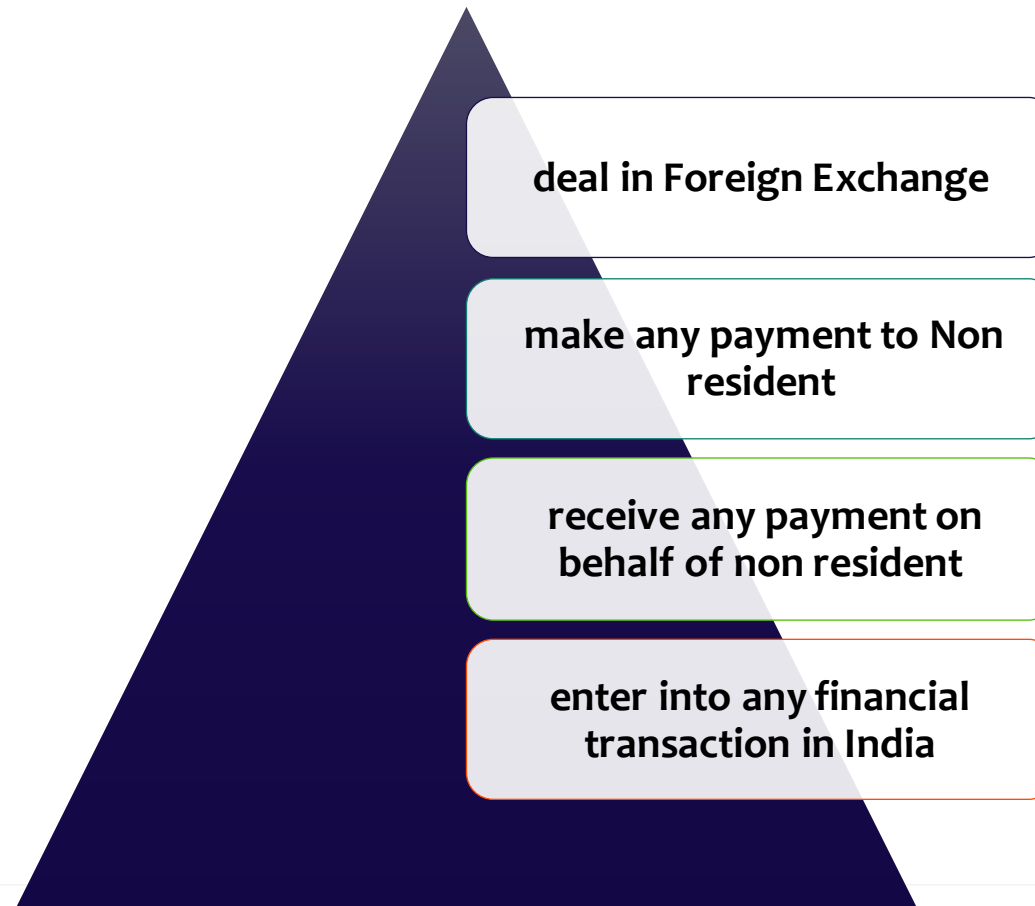 deal in Foreign Exchange
make any payment to Non
resident
receive any payment on
behalf of non resident
enter into any financial
transaction in India